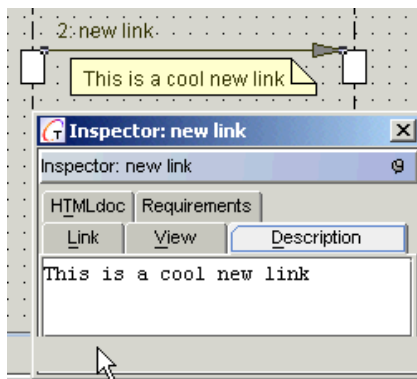 2: new link
This is a cool new link
Inspector: new link
Inspector: new link
HTMLdoc Requirements
Link View Description
This is a cool new link